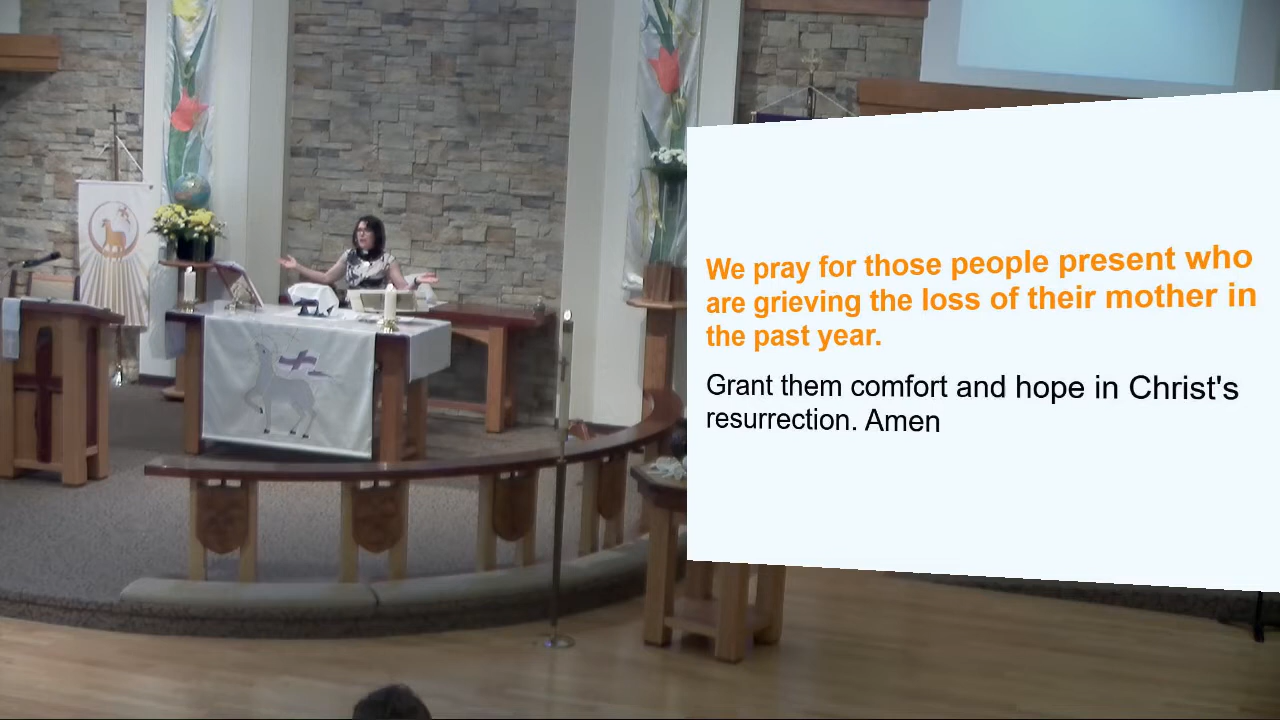 We pray for those people present who
are grieving the loss of their mother in
the past year.
Grant them comfort and hope in Christ's
resurrection. Amen